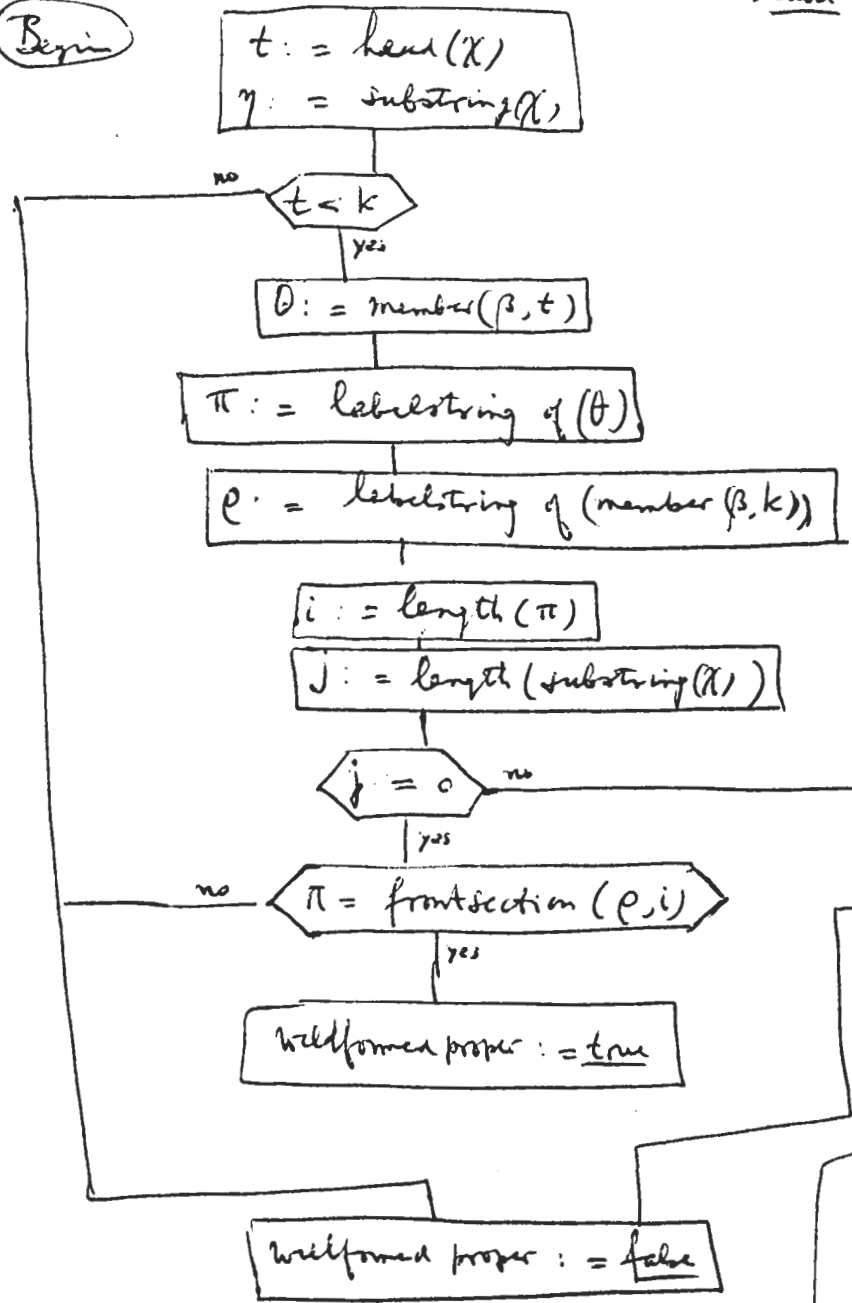 Begin
t := head(χ)
η := substring(χ,
no
t < k
yes
θ := member(β, t)
π := labelstring of (θ)
ρ := labelstring of (member(β, k))
i := length(π)
j := length(substring(χ, )
j = 0
no
yes
no
π = frontsection(ρ, i)
yes
wellformed proper := true
wellformed proper := false